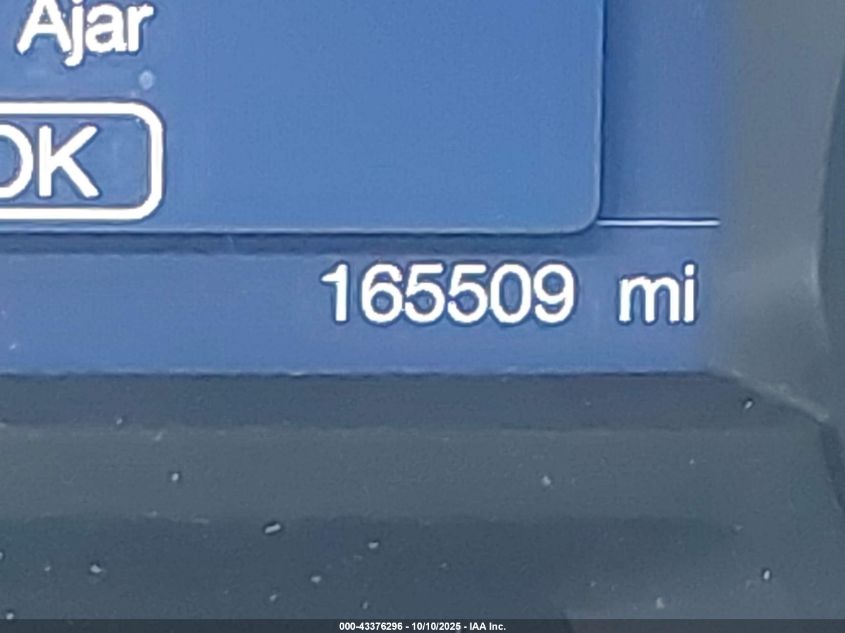 Ajar
OK
165509 mi
000-43376296 - 10/10/2025 - IAA Inc.